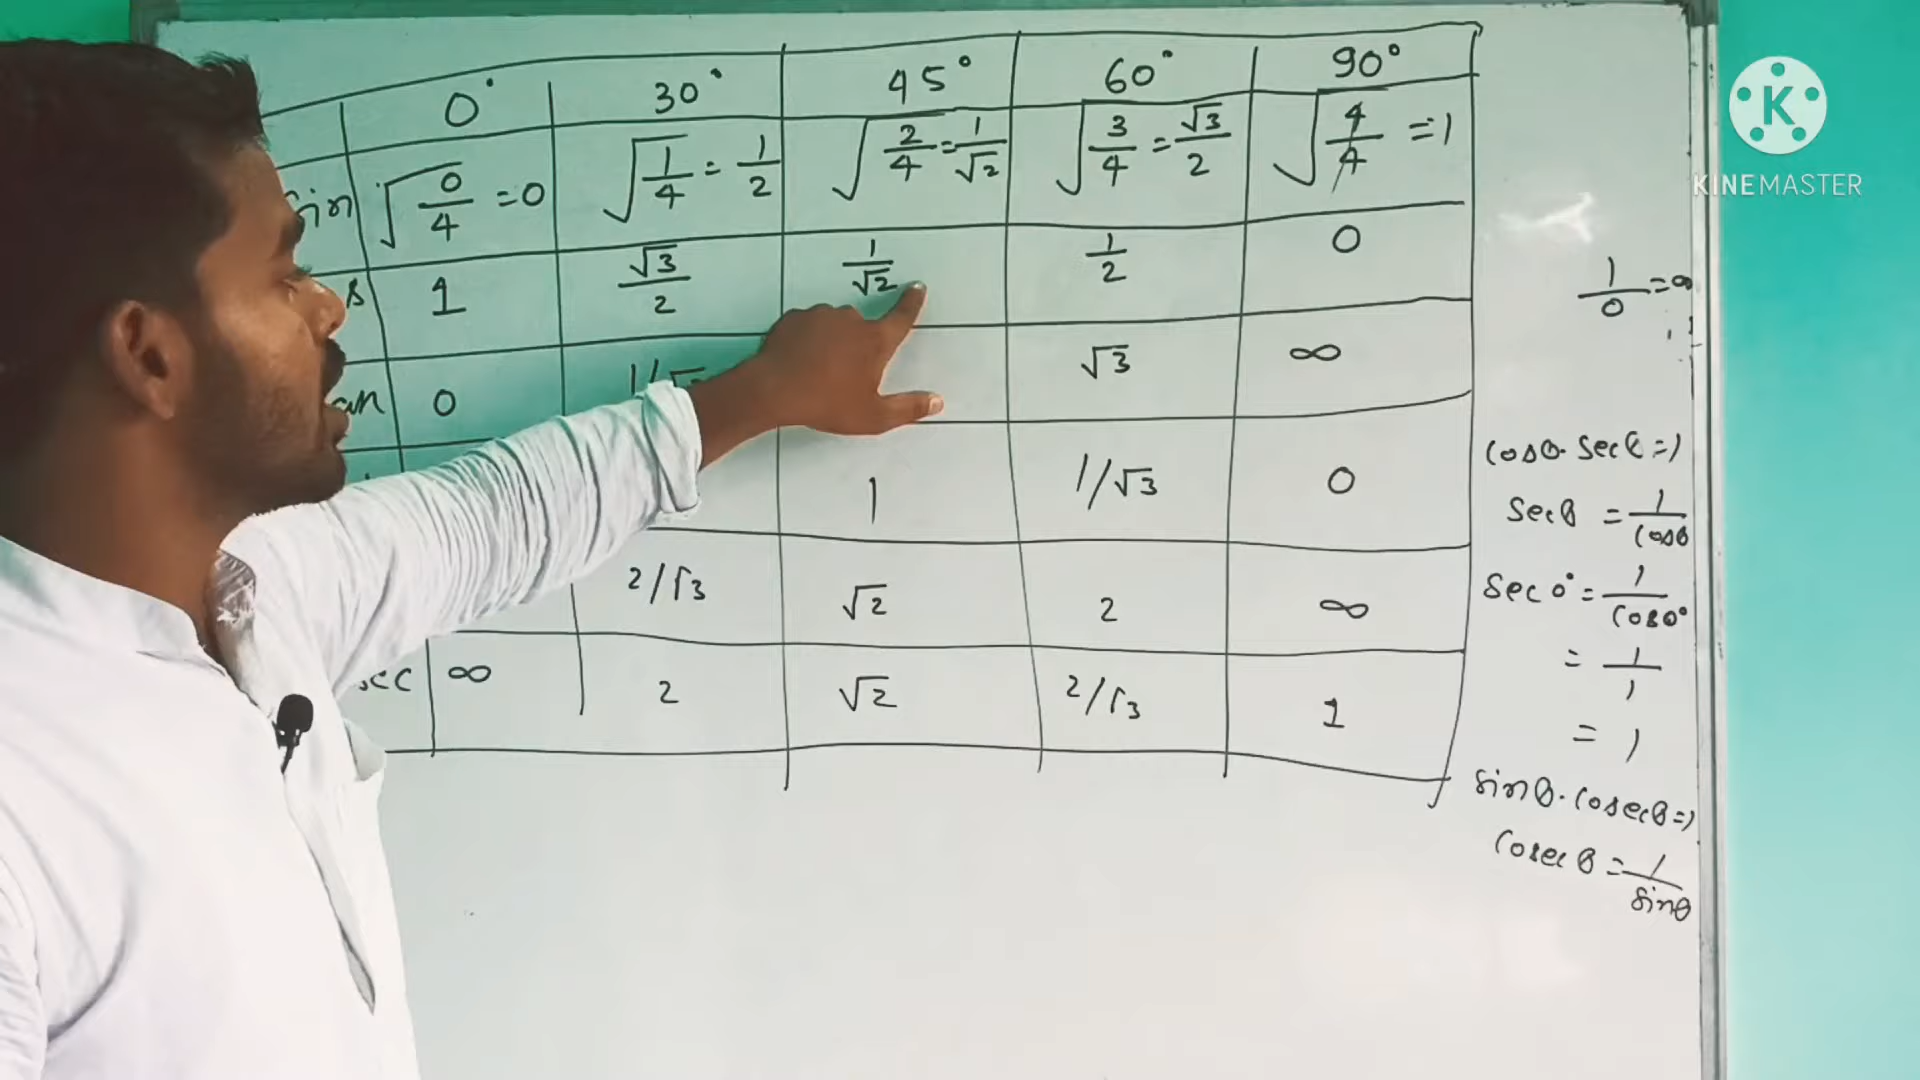 0° 30° 45° 60° 90°
sin √0/4 =0 √1/4 = 1/2 √2/4 = 1/√2 √3/4 = √3/2 √4/4 =1
s 1 √3/2 1/√2 1/2 0
an 0 √3 ∞
1 1/√3 0
2/√3 √2 2 ∞
sec ∞ 2 √2 2/√3 1
K
KINEMASTER
1/0 =∞
cosθ. Secθ =1
Secθ = 1/cosθ
Sec 0° = 1/cos0°
= 1/1
= 1
sinθ. cosecθ =1
cosecθ = 1/sinθ